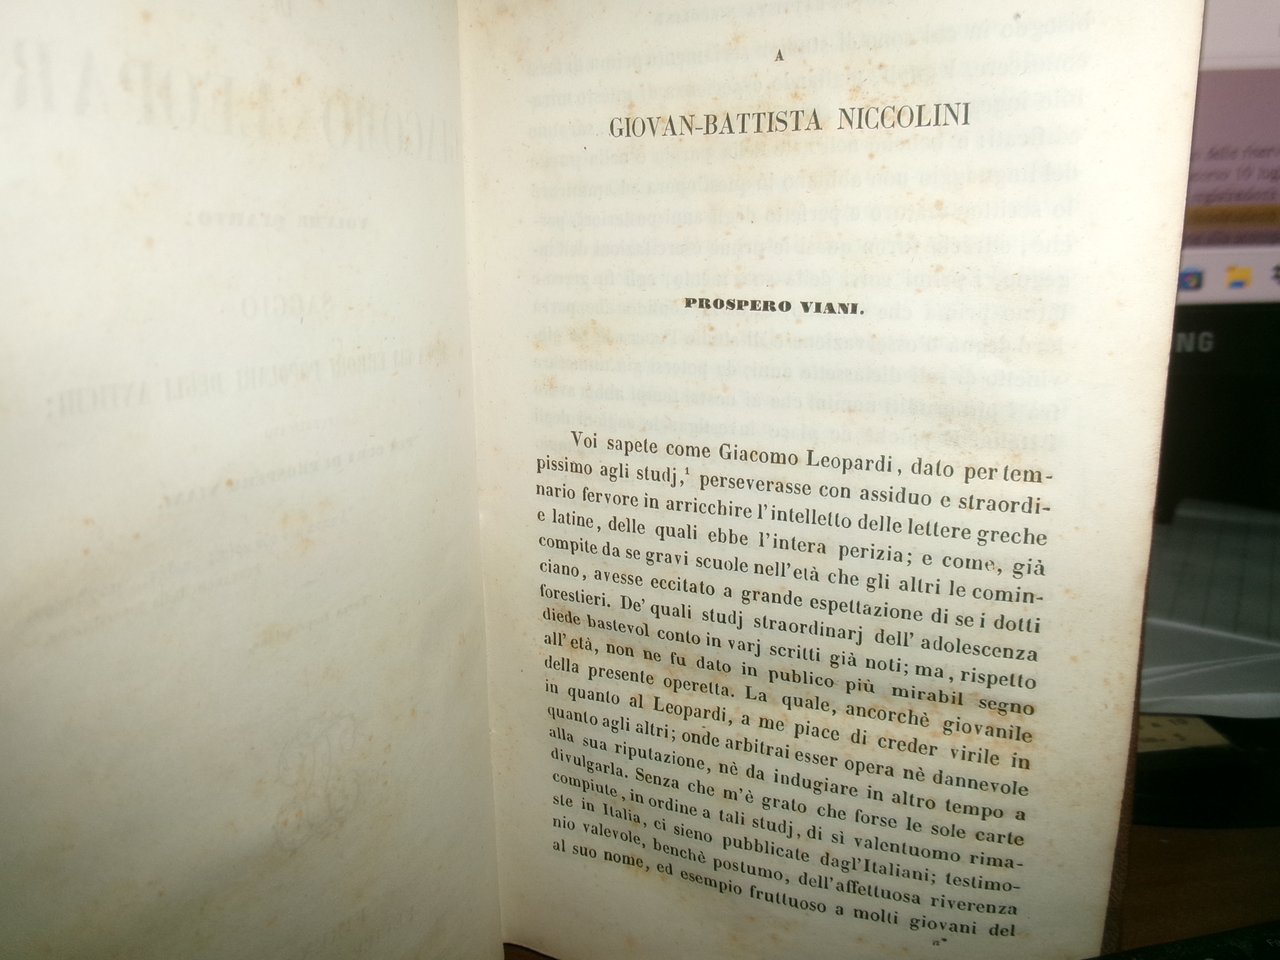 A
GIOVAN-BATTISTA NICCOLINI
PROSPERO VIANI.
Voi sapete come Giacomo Leopardi, dato per tem-
pissimo agli studj,¹ perseverasse con assiduo e straordi-
nario fervore in arricchire l'intelletto delle lettere greche
e latine, delle quali ebbe l'intera perizia; e come, già
compite da se gravi scuole nell'età che gli altri le comin-
ciano, avesse eccitato a grande espettazione di se i dotti
forestieri. De' quali studj straordinarj dell' adolescenza
diede bastevol conto in varj scritti già noti; ma, rispetto
all' età, non ne fu dato in publico più mirabil segno
della presente operetta. La quale, ancorchè giovanile
in quanto al Leopardi, a me piace di creder virile in
quanto agli altri; onde arbitrai esser opera nè dannevole
alla sua riputazione, nè da indugiare in altro tempo a
divulgarla. Senza che m'è grato che forse le sole carte
compiute, in ordine a tali studj, di sì valentuomo rima-
ste in Italia, ci sieno pubblicate dagl'Italiani; testimo-
nio valevole, benchè postumo, dell'affettuosa riverenza
al suo nome, ed esempio fruttuoso a molti giovani del
a*
VOLUME QUARTO:
SAGGIO
POPOLARI DEGLI ANTICHI:
NG